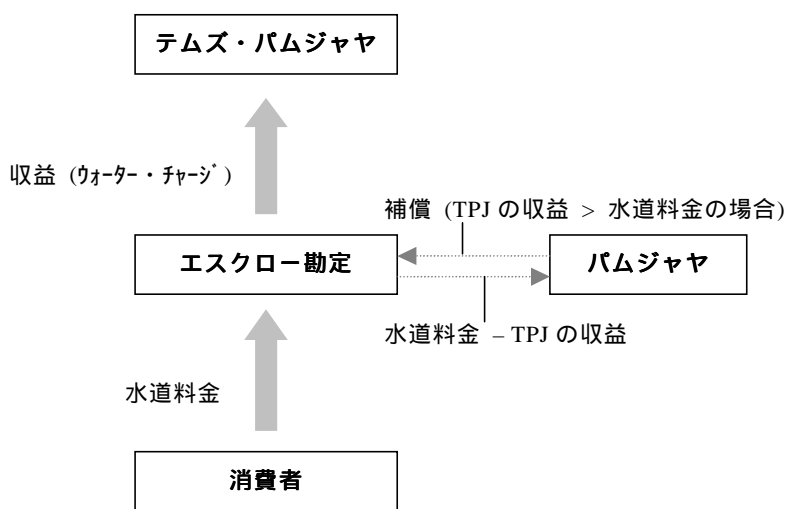 テムズ・パムジャヤ
収益 (ｳｫｰﾀｰ・ﾁｬｰｼﾞ)
補償 (TPJ の収益 > 水道料金の場合)
エスクロー勘定
パムジャヤ
水道料金 – TPJ の収益
水道料金
消費者